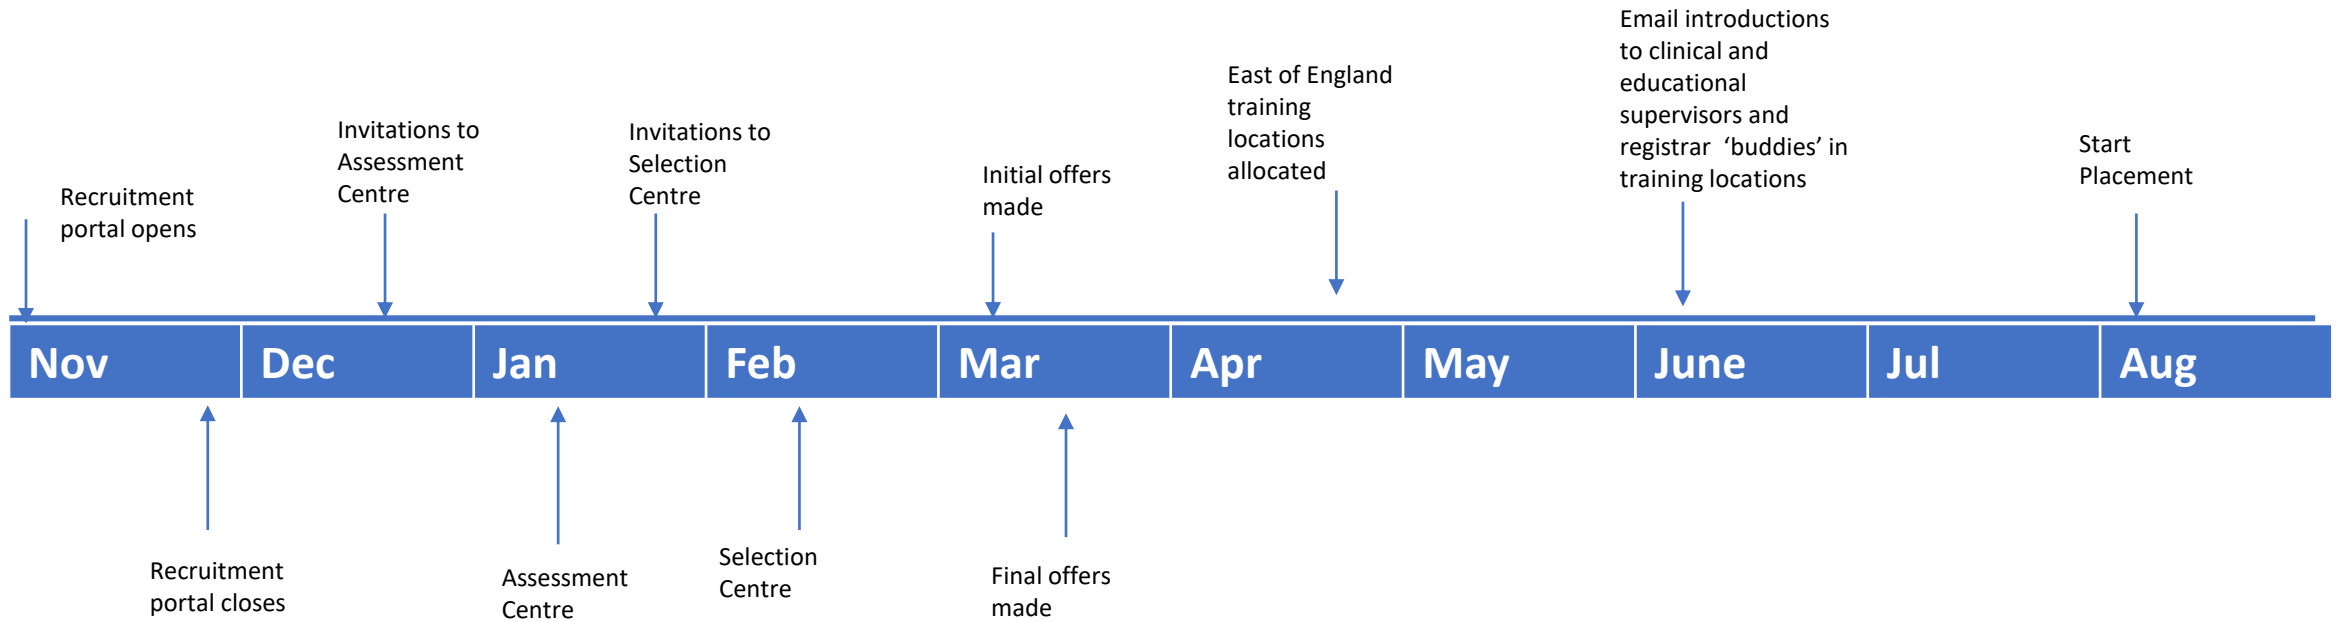 Recruitment
portal opens
Invitations to
Assessment
Centre
Invitations to
Selection
Centre
Initial offers
made
East of England
training
locations
allocated
Email introductions
to clinical and
educational
supervisors and
registrar ‘buddies’ in
training locations
Start
Placement
Nov
Dec
Jan
Feb
Mar
Apr
May
June
Jul
Aug
Recruitment
portal closes
Assessment
Centre
Selection
Centre
Final offers
made